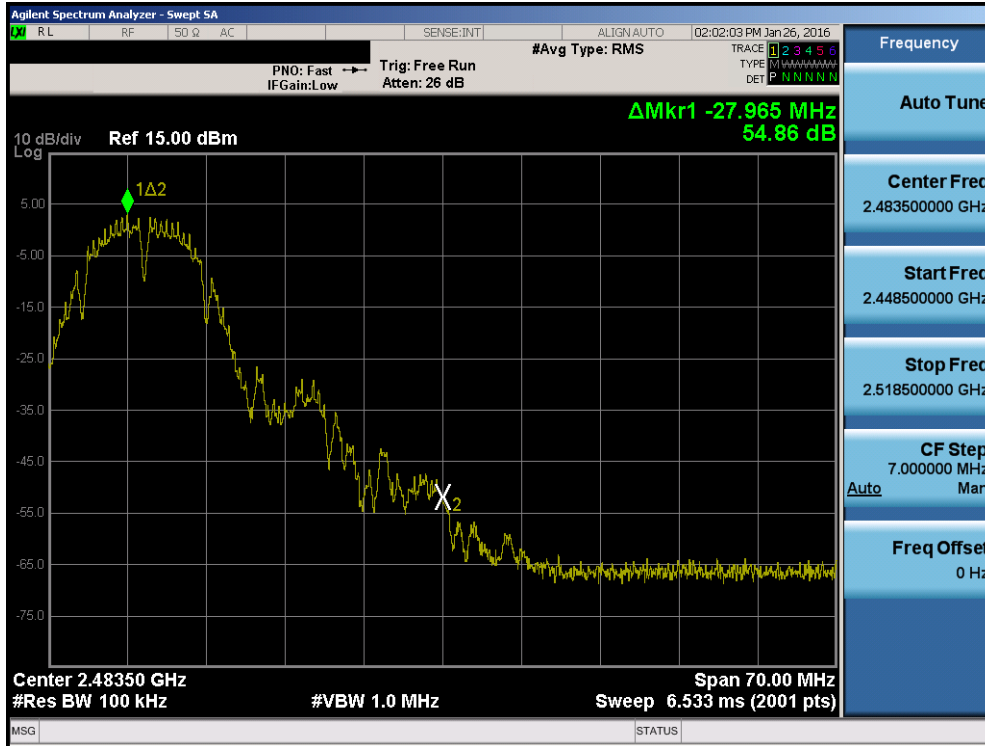 Agilent Spectrum Analyzer - Swept SA
LXI RL RF 50 Ω AC SENSE:INT ALIGN AUTO 02:02:03 PM Jan 26, 2016
#Avg Type: RMS TRACE 1 2 3 4 5 6
PNO: Fast Trig: Free Run TYPE M WWWWW
IFGain:Low Atten: 26 dB DET P N N N N N
ΔMkr1 -27.965 MHz
54.86 dB
10 dB/div Ref 15.00 dBm
Log
1Δ2
5.00
-5.00
-15.0
-25.0
-35.0
-45.0
2
-55.0
-65.0
-75.0
Center 2.48350 GHz Span 70.00 MHz
#Res BW 100 kHz #VBW 1.0 MHz Sweep 6.533 ms (2001 pts)
MSG STATUS
Frequency
Auto Tune
Center Freq
2.483500000 GHz
Start Freq
2.448500000 GHz
Stop Freq
2.518500000 GHz
CF Step
7.000000 MHz
Auto Man
Freq Offset
0 Hz